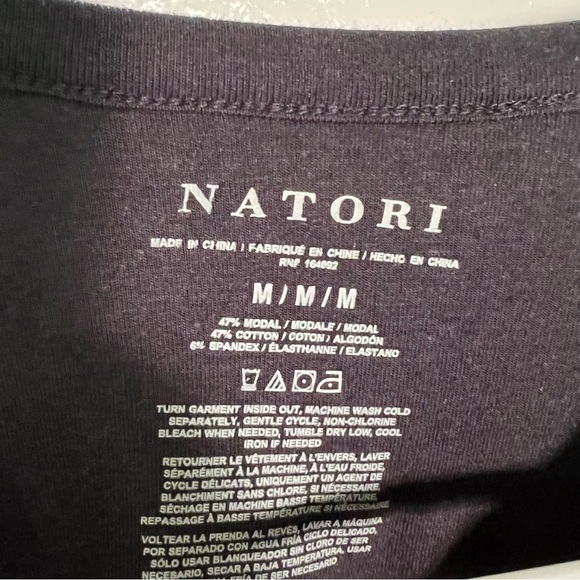 NATORI
MADE IN CHINA / FABRIQUÉ EN CHINE / HECHO EN CHINA
RN# 164092
M / M / M
47% MODAL / MODALE / MODAL
47% COTTON / COTON / ALGODÓN
6% SPANDEX / ÉLASTHANNE / ELASTANO
TURN GARMENT INSIDE OUT, MACHINE WASH COLD
SEPARATELY, GENTLE CYCLE, NON-CHLORINE
BLEACH WHEN NEEDED, TUMBLE DRY LOW, COOL
IRON IF NEEDED
RETOURNER LE VÊTEMENT À L'ENVERS, LAVER
SÉPARÉMENT À LA MACHINE, À L'EAU FROIDE,
CYCLE DÉLICATS, UNIQUEMENT UN AGENT DE
BLANCHIMENT SANS CHLORE, SI NÉCESSAIRE,
SÉCHAGE EN MACHINE BASSE TEMPÉRATURE,
REPASSAGE À BASSE TEMPÉRATURE SI NÉCESSAIRE
VOLTEAR LA PRENDA AL REVÉS, LAVAR A MÁQUINA
POR SEPARADO CON AGUA FRÍA CICLO DELICADO,
SÓLO USAR BLANQUEADOR SIN CLORO DE SER
NECESARIO, SECAR A BAJA TEMPERATURA,
FRÍA DE SER